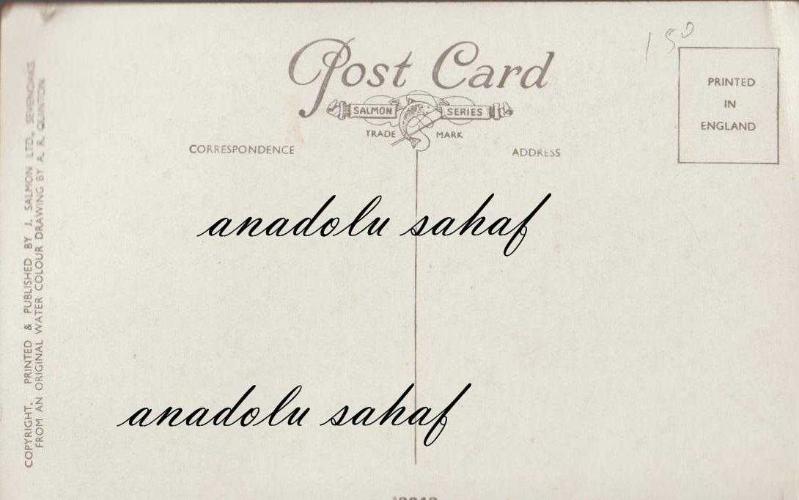 150
Post Card
SALMON SERIES
TRADE MARK
PRINTED
IN
ENGLAND
CORRESPONDENCE
ADDRESS
anadolu sahaf
anadolu sahaf
COPYRIGHT. PRINTED & PUBLISHED BY J. SALMON LTD, SEVENOAKS.
FROM AN ORIGINAL WATER COLOUR DRAWING BY A. R. QUINTON